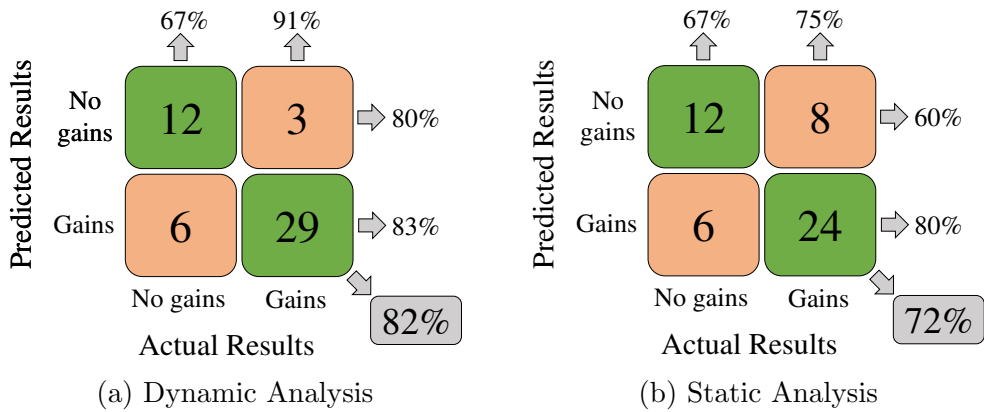 67% 91%
Predicted Results
No
gains
12 3 80%
Gains
6 29 83%
No gains Gains
82%
Actual Results
(a) Dynamic Analysis
67% 75%
Predicted Results
No
gains
12 8 60%
Gains
6 24 80%
No gains Gains
72%
Actual Results
(b) Static Analysis